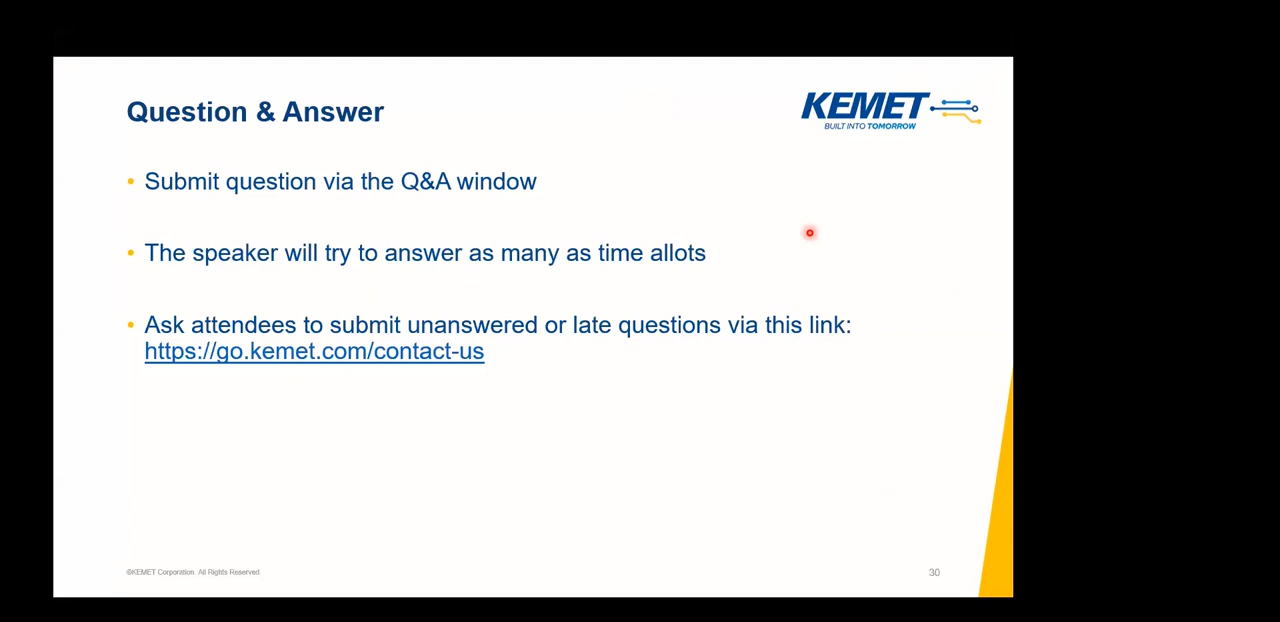 Question & Answer
KEMET
BUILT INTO TOMORROW
• Submit question via the Q&A window
• The speaker will try to answer as many as time allots
• Ask attendees to submit unanswered or late questions via this link:
https://go.kemet.com/contact-us
©KEMET Corporation. All Rights Reserved.
30